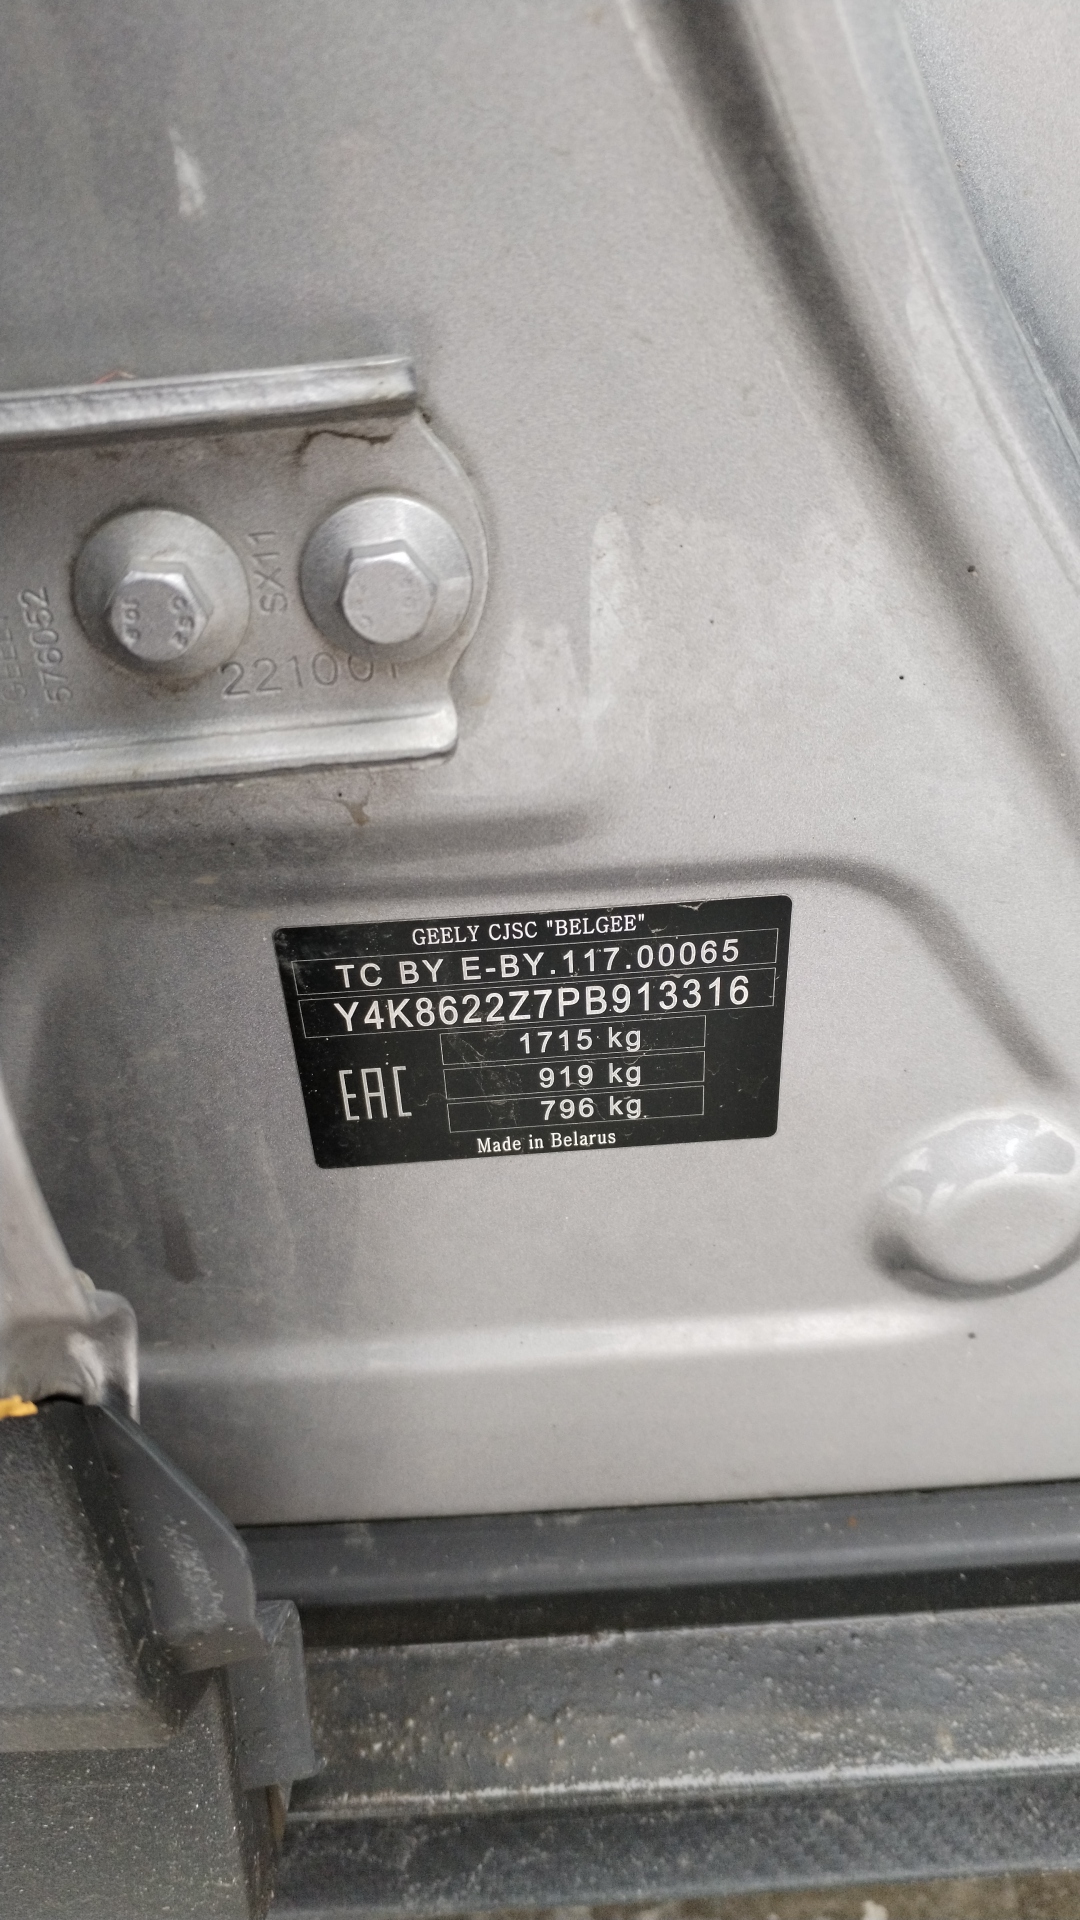 SX11
576052
221001
GEELY CJSC "BELGEE"
TC BY E-BY.117.00065
Y4K8622Z7PB913316
1715 kg
919 kg
796 kg
EAC
Made in Belarus